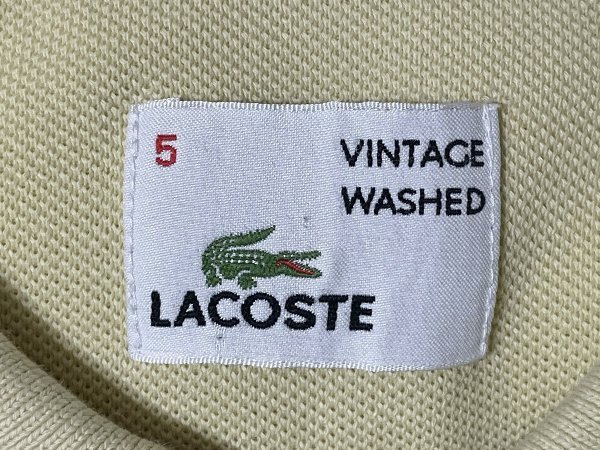 5
VINTAGE
WASHED
LACOSTE